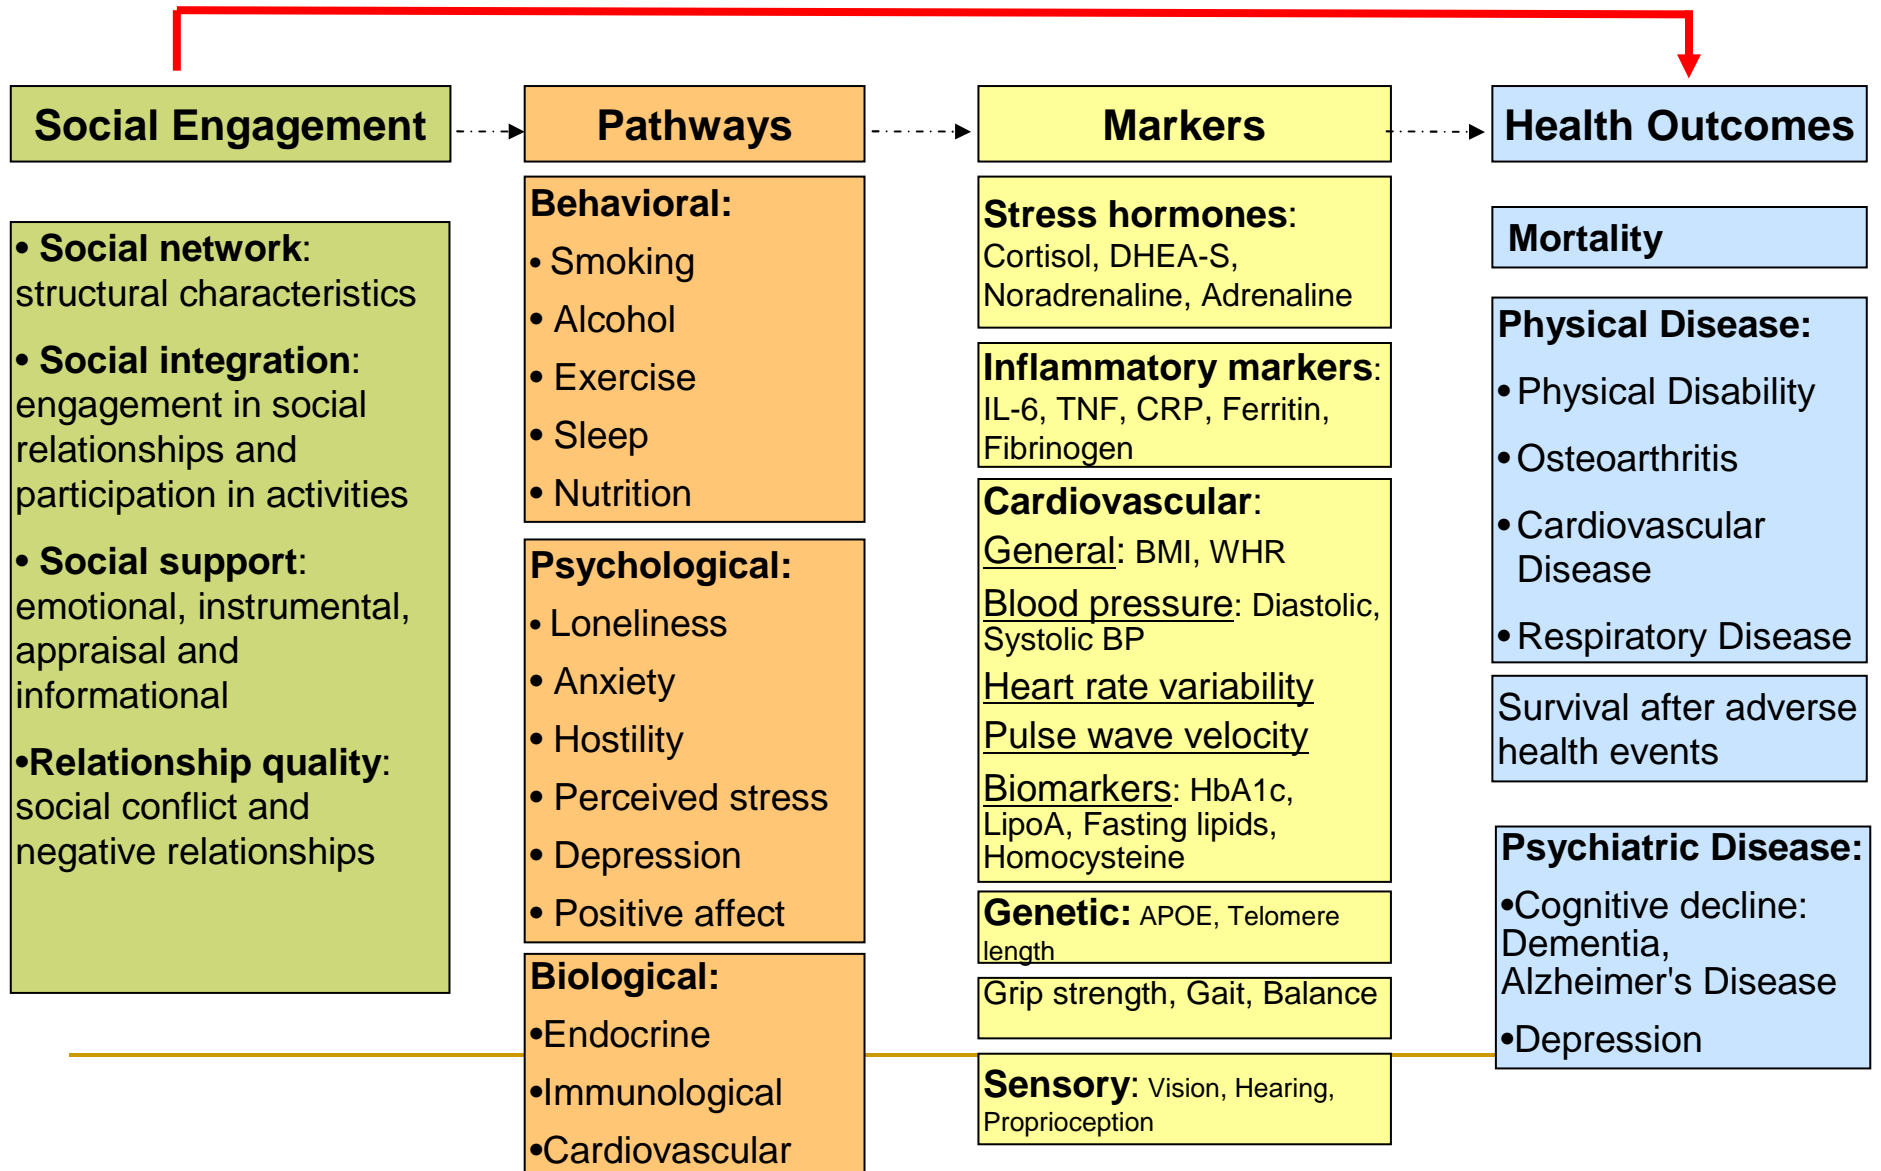 Social Engagement
• Social network:
structural characteristics
• Social integration:
engagement in social
relationships and
participation in activities
• Social support:
emotional, instrumental,
appraisal and
informational
•Relationship quality:
social conflict and
negative relationships
Pathways
Behavioral:
• Smoking
• Alcohol
• Exercise
• Sleep
• Nutrition
Psychological:
• Loneliness
• Anxiety
• Hostility
• Perceived stress
• Depression
• Positive affect
Biological:
•Endocrine
•Immunological
•Cardiovascular
Markers
Stress hormones:
Cortisol, DHEA-S,
Noradrenaline, Adrenaline
Inflammatory markers:
IL-6, TNF, CRP, Ferritin,
Fibrinogen
Cardiovascular:
General: BMI, WHR
Blood pressure: Diastolic,
Systolic BP
Heart rate variability
Pulse wave velocity
Biomarkers: HbA1c,
LipoA, Fasting lipids,
Homocysteine
Genetic: APOE, Telomere
length
Grip strength, Gait, Balance
Sensory: Vision, Hearing,
Proprioception
Health Outcomes
Mortality
Physical Disease:
• Physical Disability
• Osteoarthritis
• Cardiovascular
Disease
• Respiratory Disease
Survival after adverse
health events
Psychiatric Disease:
•Cognitive decline:
Dementia,
Alzheimer's Disease
•Depression